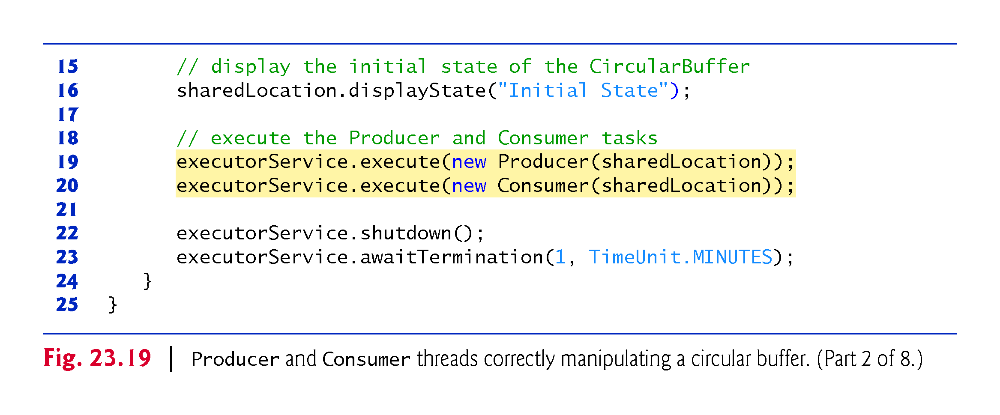 15 // display the initial state of the CircularBuffer
16 sharedLocation.displayState("Initial State");
17
18 // execute the Producer and Consumer tasks
19 executorService.execute(new Producer(sharedLocation));
20 executorService.execute(new Consumer(sharedLocation));
21
22 executorService.shutdown();
23 executorService.awaitTermination(1, TimeUnit.MINUTES);
24 }
25 }
Fig. 23.19 | Producer and Consumer threads correctly manipulating a circular buffer. (Part 2 of 8.)